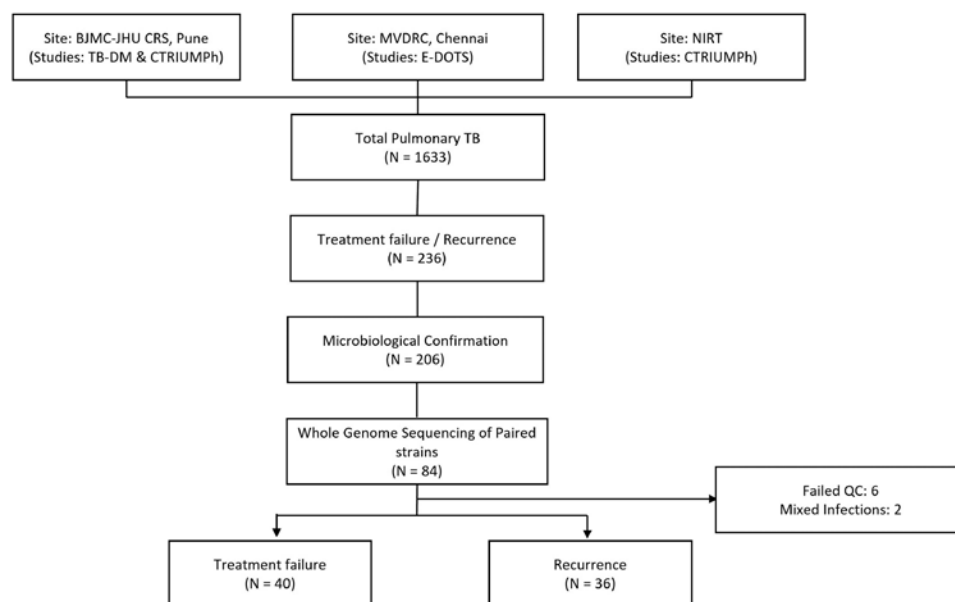 Site: BJMC-JHU CRS, Pune
(Studies: TB-DM & CTRIUMPh)
Site: MVDRC, Chennai
(Studies: E-DOTS)
Site: NIRT
(Studies: CTRIUMPh)
Total Pulmonary TB
(N = 1633)
Treatment failure / Recurrence
(N = 236)
Microbiological Confirmation
(N = 206)
Whole Genome Sequencing of Paired
strains
(N = 84)
Failed QC: 6
Mixed Infections: 2
Treatment failure
(N = 40)
Recurrence
(N = 36)